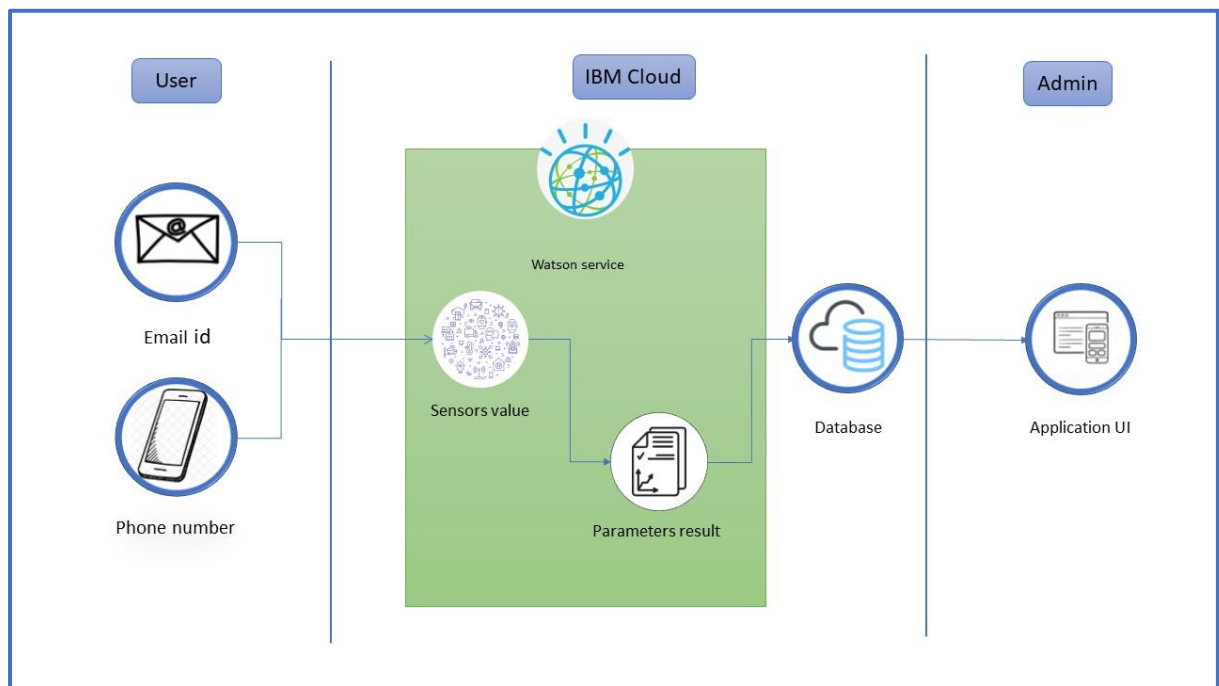 User
IBM Cloud
Admin
@
Watson service
Email id
Sensors value
Database
Application UI
Phone number
Parameters result